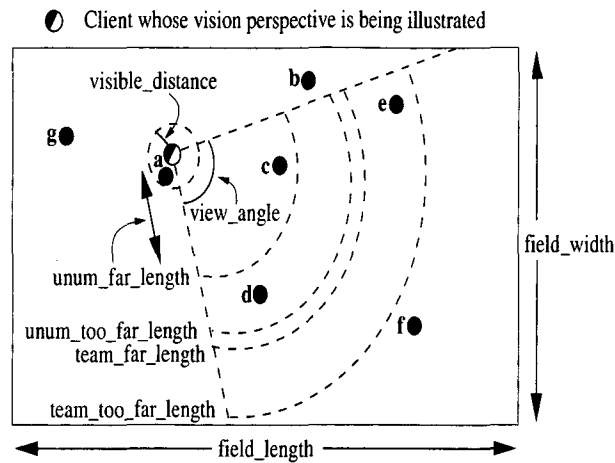 Client whose vision perspective is being illustrated
visible_distance
b
e
g
a
c
view_angle
field_width
unum_far_length
d
unum_too_far_length
f
team_far_length
team_too_far_length
field_length